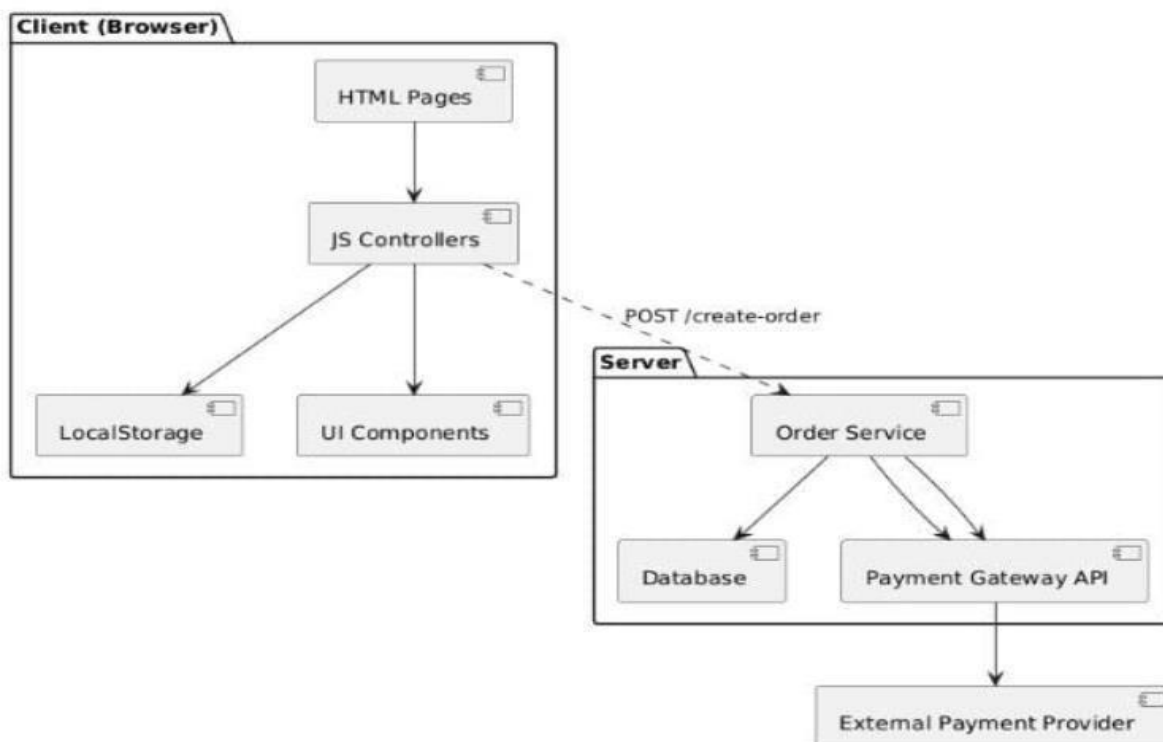 Client (Browser)
HTML Pages
JS Controllers
POST /create-order
Server
LocalStorage
UI Components
Order Service
Database
Payment Gateway API
External Payment Provider